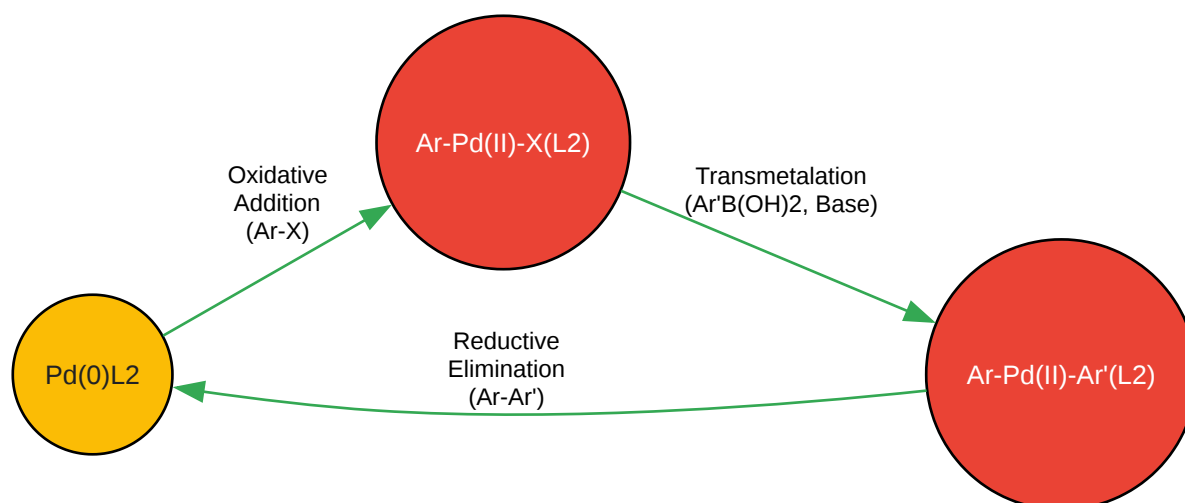 Ar-Pd(II)-X(L2)
Oxidative
Addition
(Ar-X)
Transmetalation
(Ar'B(OH)2, Base)
Reductive
Elimination
(Ar-Ar')
Pd(0)L2
Ar-Pd(II)-Ar'(L2)